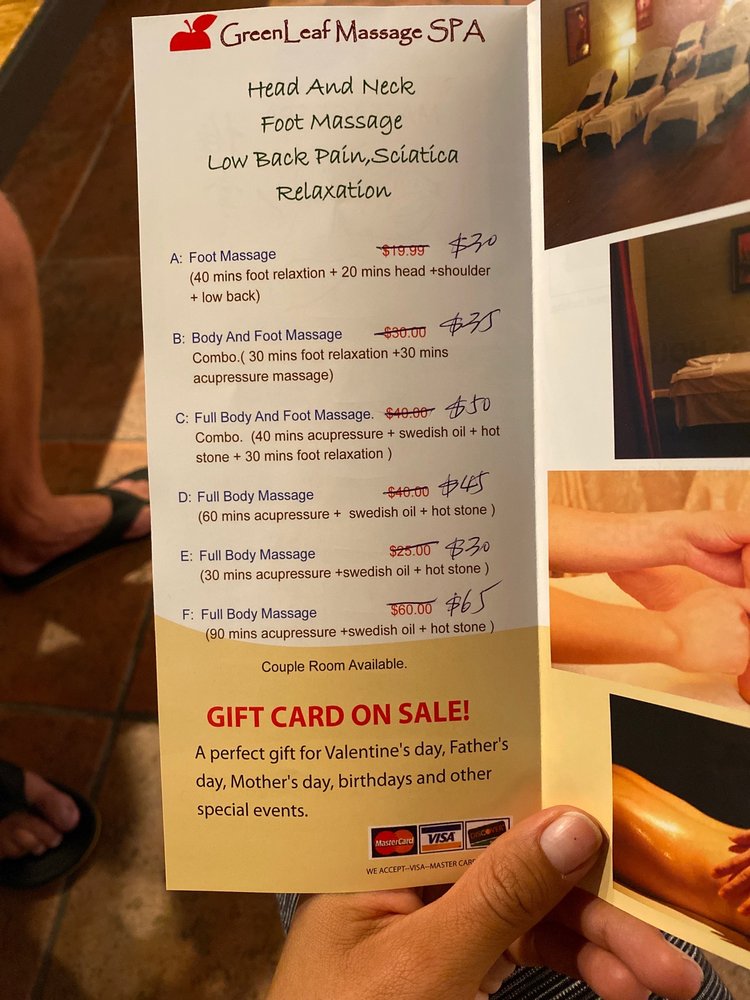 GreenLeaf Massage SPA
Head And Neck
Foot Massage
Low Back Pain,Sciatica
Relaxation
A: Foot Massage $19.99 $30
(40 mins foot relaxtion + 20 mins head +shoulder
+ low back)
B: Body And Foot Massage $30.00 $35
Combo.( 30 mins foot relaxation +30 mins
acupressure massage)
C: Full Body And Foot Massage. $40.00 $50
Combo. (40 mins acupressure + swedish oil + hot
stone + 30 mins foot relaxation )
D: Full Body Massage $40.00 $45
(60 mins acupressure + swedish oil + hot stone )
E: Full Body Massage $25.00 $30
(30 mins acupressure +swedish oil + hot stone )
F: Full Body Massage $60.00 $65
(90 mins acupressure +swedish oil + hot stone )
Couple Room Available.
GIFT CARD ON SALE!
A perfect gift for Valentine's day, Father's
day, Mother's day, birthdays and other
special events.
MasterCard VISA DISCOVER
WE ACCEPT--VISA--MASTER CARD